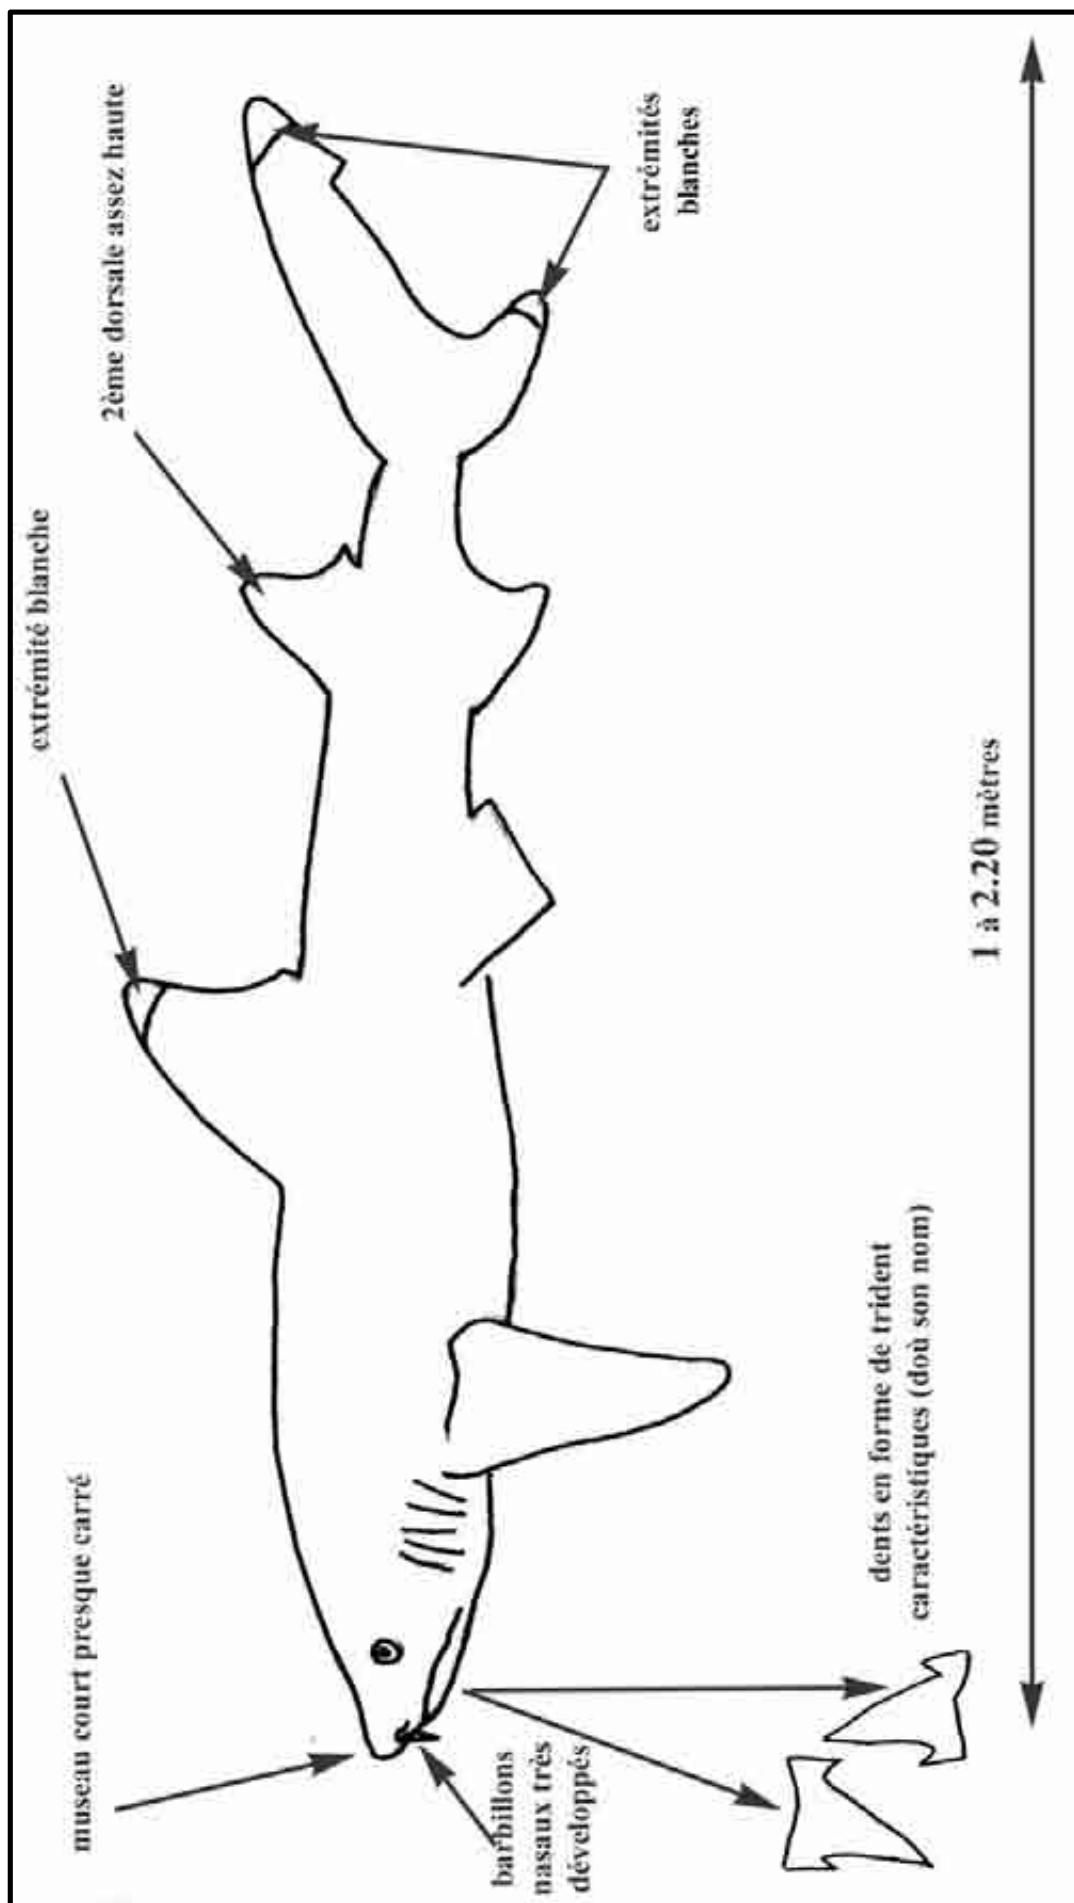 museau court presque carré
extrémité blanche
2ème dorsale assez haute
extrémités
blanches
barbillons
nasaux très
développés
dents en forme de trident
caractéristiques (doù son nom)
1 à 2.20 mètres